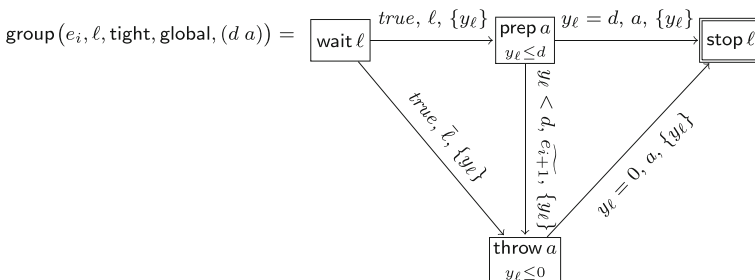 group(e_i, ℓ, tight, global, (d a)) =
true, ℓ, {y_ℓ}
y_ℓ = d, a, {y_ℓ}
wait ℓ
prep a
y_ℓ≤d
stop ℓ
true, ℓ̄, {y_ℓ}
y_ℓ < d, ẽ_{i+1}, {y_ℓ}
y_ℓ = 0, a, {y_ℓ}
throw a
y_ℓ≤0